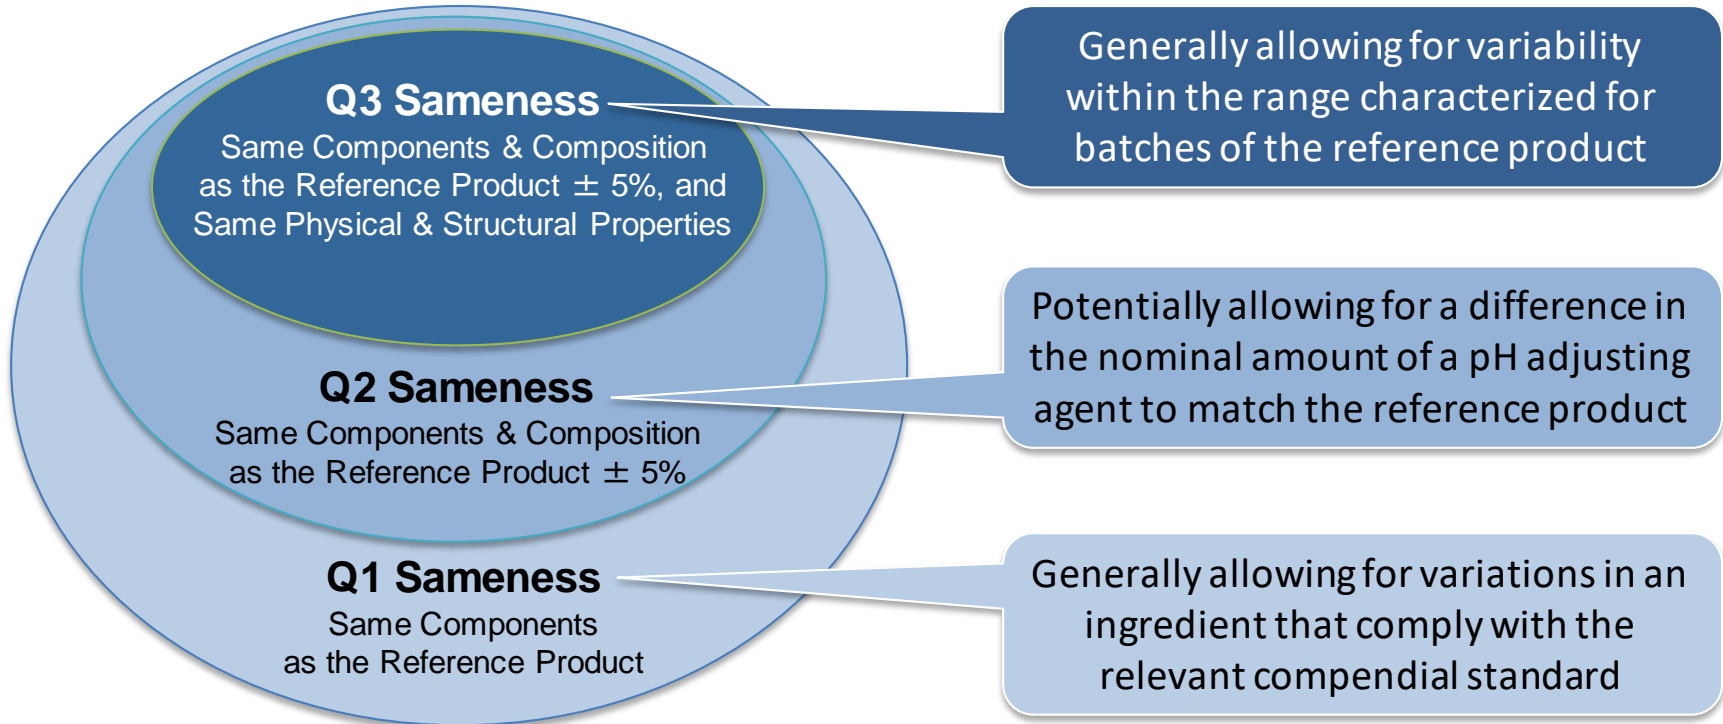 Q3 Sameness
Same Components & Composition
as the Reference Product ± 5%, and
Same Physical & Structural Properties
Generally allowing for variability
within the range characterized for
batches of the reference product
Q2 Sameness
Same Components & Composition
as the Reference Product ± 5%
Potentially allowing for a difference in
the nominal amount of a pH adjusting
agent to match the reference product
Q1 Sameness
Same Components
as the Reference Product
Generally allowing for variations in an
ingredient that comply with the
relevant compendial standard